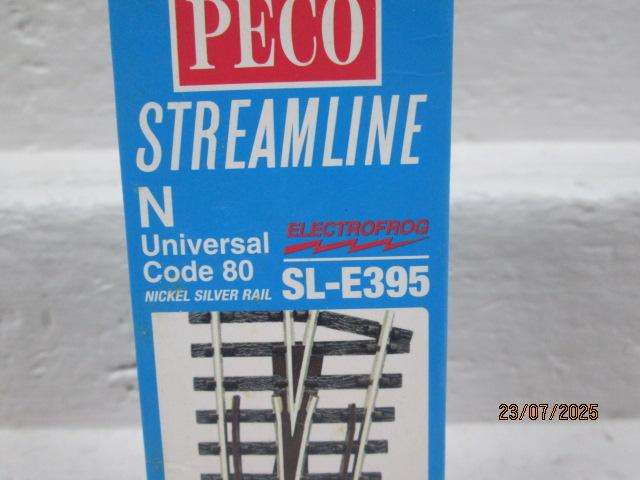 PECO
STREAMLINE
N
ELECTROFROG
Universal
Code 80
SL-E395
NICKEL SILVER RAIL
23/07/2025